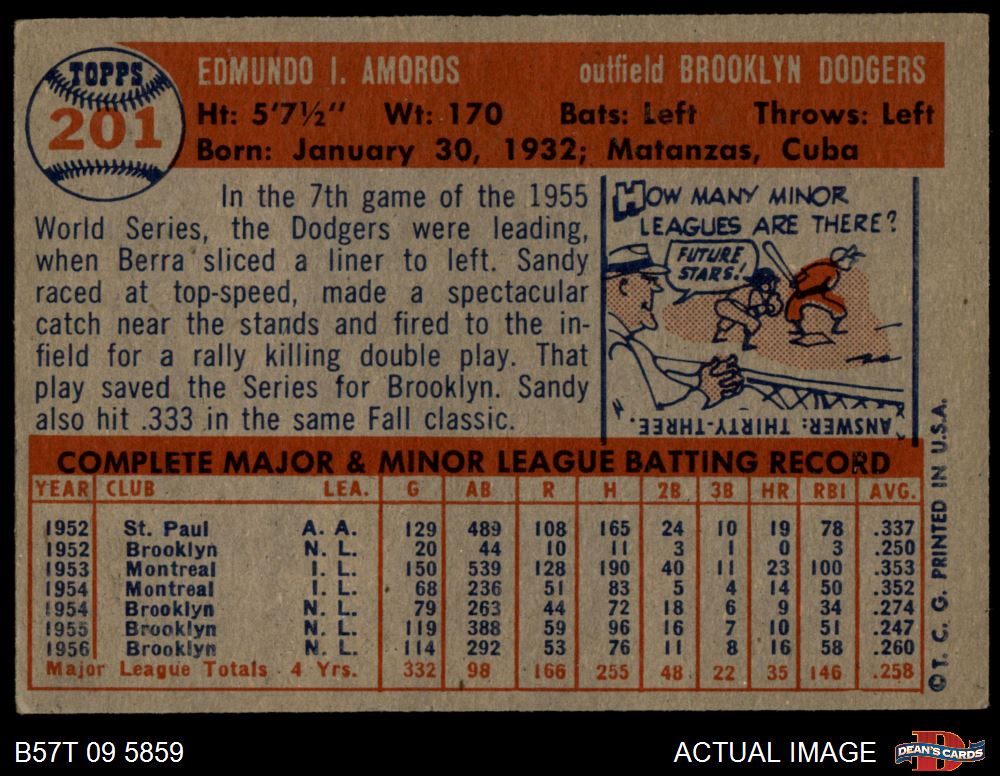 TOPPS
201
EDMUNDO I. AMOROS outfield BROOKLYN DODGERS
Ht: 5'7½" Wt: 170 Bats: Left Throws: Left
Born: January 30, 1932; Matanzas, Cuba
In the 7th game of the 1955
World Series, the Dodgers were leading,
when Berra sliced a liner to left. Sandy
raced at top-speed, made a spectacular
catch near the stands and fired to the in-
field for a rally killing double play. That
play saved the Series for Brooklyn. Sandy
also hit .333 in the same Fall classic.
HOW MANY MINOR
LEAGUES ARE THERE?
FUTURE
STARS!
ANSWER: THIRTY-THREE.
COMPLETE MAJOR & MINOR LEAGUE BATTING RECORD
YEAR CLUB LEA. G AB R H 2B 3B HR RBI AVG.
1952 St. Paul A. A. 129 489 108 165 24 10 19 78 .337
1952 Brooklyn N. L. 20 44 10 11 3 1 0 3 .250
1953 Montreal I. L. 150 539 128 190 40 11 23 100 .353
1954 Montreal I. L. 68 236 51 83 5 4 14 50 .352
1954 Brooklyn N. L. 79 263 44 72 18 6 9 34 .274
1955 Brooklyn N. L. 119 388 59 96 16 7 10 51 .247
1956 Brooklyn N. L. 114 292 53 76 11 8 16 58 .260
Major League Totals 4 Yrs. 332 98 166 255 48 22 35 146 .258
© T. C. G. PRINTED IN U.S.A.
B57T 09 5859 ACTUAL IMAGE
D
DEAN'S CARDS